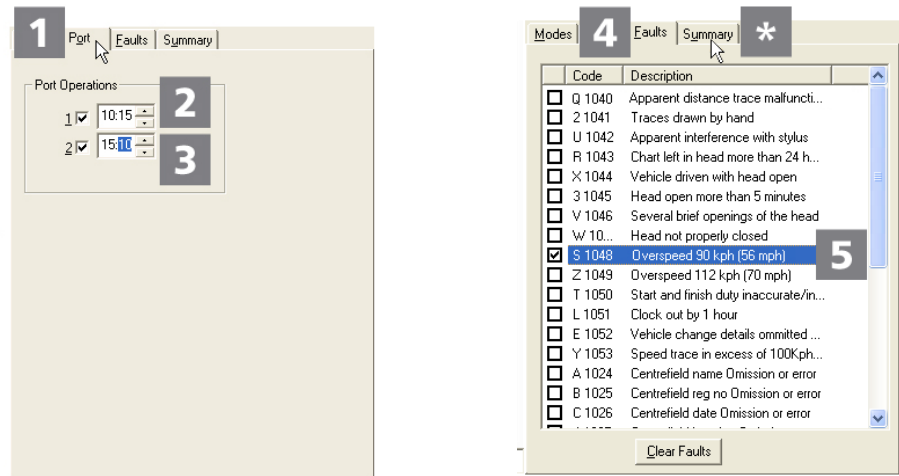 1 Port Faults Summary
Port Operations
1 10:15 2
2 15:10 3
Modes 4 Faults Summary *
Code Description
Q 1040 Apparent distance trace malfuncti...
2 1041 Traces drawn by hand
U 1042 Apparent interference with stylus
R 1043 Chart left in head more than 24 h...
X 1044 Vehicle driven with head open
3 1045 Head open more than 5 minutes
V 1046 Several brief openings of the head
W 10... Head not properly closed
S 1048 Overspeed 90 kph (56 mph) 5
Z 1049 Overspeed 112 kph (70 mph)
T 1050 Start and finish duty inaccurate/in...
L 1051 Clock out by 1 hour
E 1052 Vehicle change details ommitted ...
Y 1053 Speed trace in excess of 100Kph...
A 1024 Centrefield name Omission or error
B 1025 Centrefield reg no Omission or error
C 1026 Centrefield date Omission or error
Clear Faults